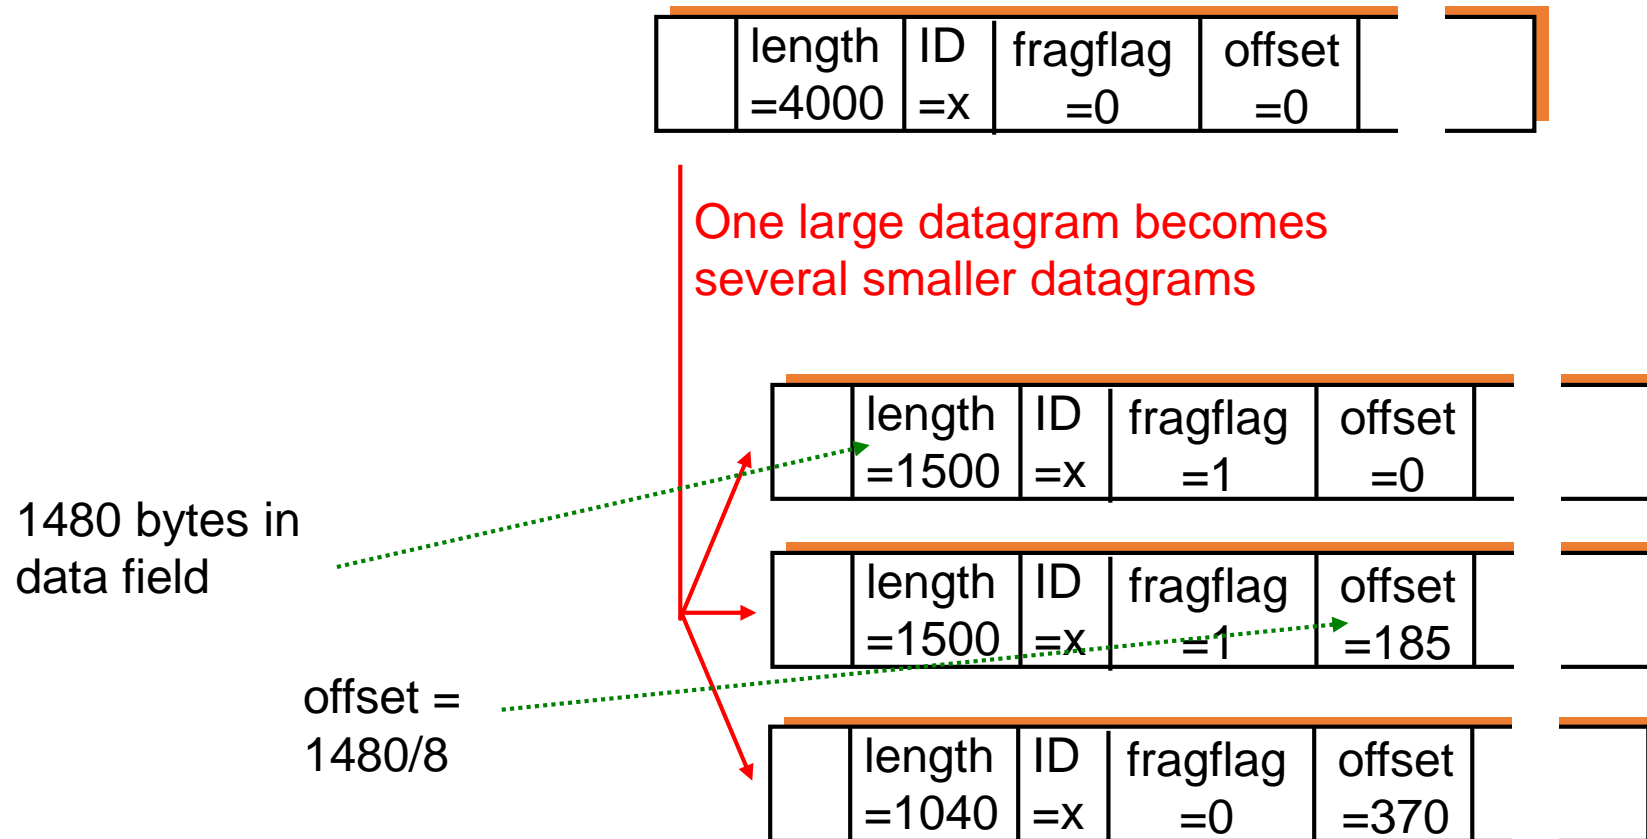 length ID fragflag offset
=4000 =x =0 =0
One large datagram becomes
several smaller datagrams
length ID fragflag offset
=1500 =x =1 =0
1480 bytes in
data field
length ID fragflag offset
=1500 =x =1 =185
offset =
1480/8
length ID fragflag offset
=1040 =x =0 =370